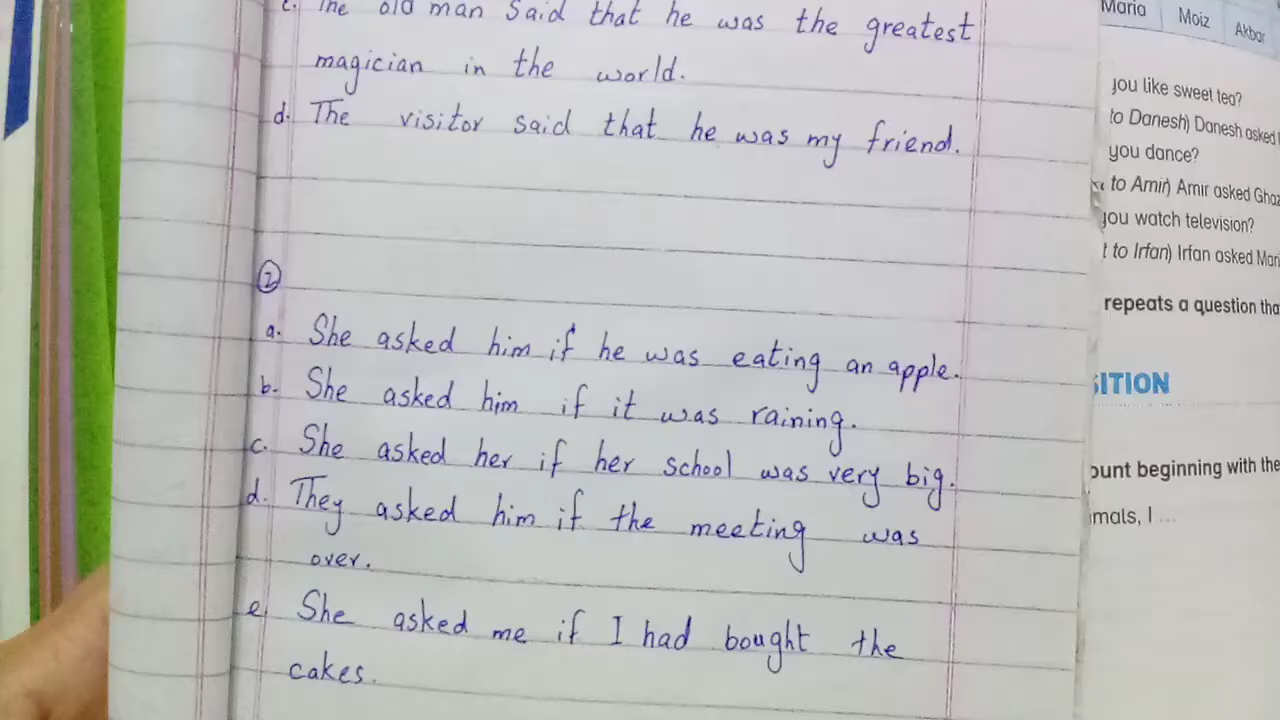 c. The old man said that he was the greatest
magician in the world.
d. The visitor said that he was my friend.
2
a. She asked him if he was eating an apple.
b. She asked him if it was raining.
c. She asked her if her school was very big.
d. They asked him if the meeting was
over.
e. She asked me if I had bought the
cakes.
Maria Moiz Akbar
you like sweet tea?
to Danesh) Danesh asked
you dance?
to Amir) Amir asked Ghaz
you watch television?
t to Irfan) Irfan asked Mari
repeats a question tha
SITION
ount beginning with the
mals, I ...